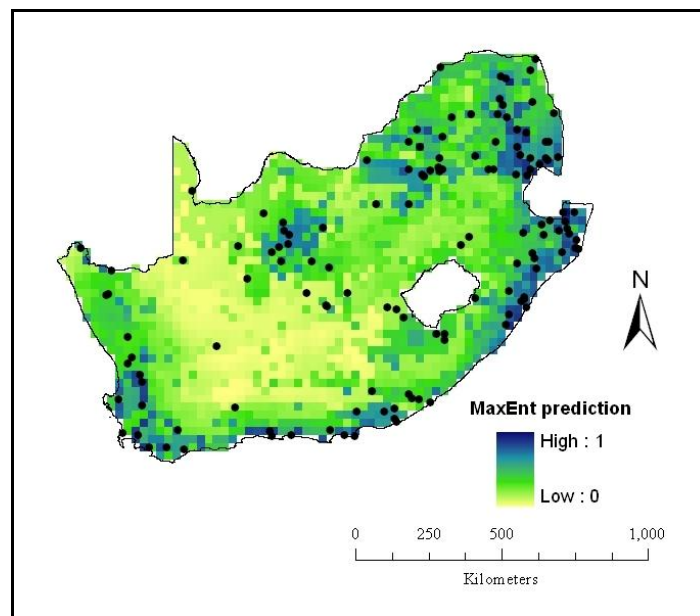 N
MaxEnt prediction
High : 1
Low : 0
0 250 500 1,000
Kilometers